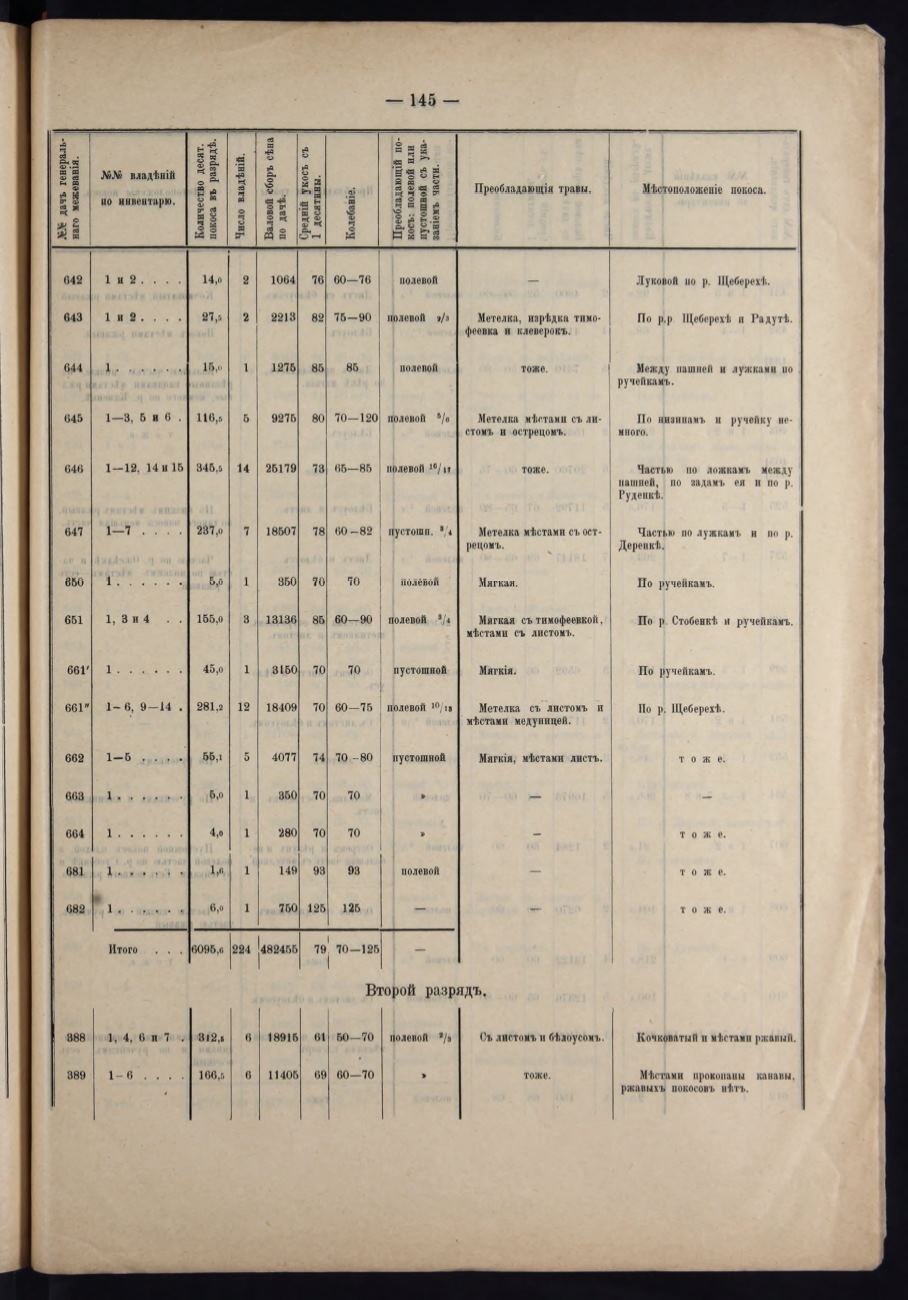 — 145 —
№№ дачъ генераль-
наго межеванія.
№№ владѣній
по инвентарю.
Количество десят.
покоса въ разрядѣ.
Число владѣній.
Валовой сборъ сѣна
по дачѣ.
Средній укосъ съ
1 десятины.
Колебаніе.
Преобладающій по-
косъ: полевой или
пустошной съ ука-
заніемъ части.
Преобладающія травы.
Мѣстоположеніе покоса.
642 1 и 2 . . . . 14,0 2 1064 76 60—76 полевой — Луковой по р. Щеберехѣ.
643 1 и 2 . . . . 27,5 2 2213 82 75—90 полевой 2/3 Метелка, изрѣдка тимо- По р.р Щеберехѣ и Радутѣ.
феевка и клеверокъ.
644 1 . . . . . . 15,0 1 1275 85 85 полевой тоже. Между пашней и лужками по
ручейкамъ.
645 1—3, 5 и 6 . 116,5 5 9275 80 70—120 полевой 5/6 Метелка мѣстами съ ли- По низинамъ и ручейку не-
стомъ и острецомъ. много.
646 1—12, 14 и 15 345,5 14 25179 73 65—85 полевой 16/17 тоже. Частью по ложкамъ между
пашней, по задамъ ея и по р.
Руденкѣ.
647 1—7 . . . . 237,0 7 18507 78 60—82 пустошн. 3/4 Метелка мѣстами съ ост- Частью по лужкамъ и по р.
рецомъ. Деренкѣ.
650 1 . . . . . . 5,0 1 350 70 70 полевой Мягкая. По ручейкамъ.
651 1, 3 и 4 . . 155,0 3 13136 85 60—90 полевой 3/4 Мягкая съ тимофеевкой, По р. Стобенкѣ и ручейкамъ.
мѣстами съ листомъ.
661′ 1 . . . . . . 45,0 1 3150 70 70 пустошной Мягкія. По ручейкамъ.
661″ 1—6, 9—14 . 281,2 12 18409 70 60—75 полевой 10/13 Метелка съ листомъ и По р. Щеберехѣ.
мѣстами медуницей.
662 1—5 . . . . 55,1 5 4077 74 70—80 пустошной Мягкія, мѣстами листъ. тоже.
663 1 . . . . . . 5,0 1 350 70 70 » — —
664 1 . . . . . . 4,0 1 280 70 70 » — тоже.
681 1 . . . . . . 1,6 1 149 93 93 полевой — тоже.
682 1 . . . . . . 6,0 1 750 125 125 — — тоже.
Итого . . . 6095,6 224 482455 79 70—125 —
Второй разрядъ.
388 1, 4, 6 и 7 . 312,5 6 18915 61 50—70 полевой 2/3 Съ листомъ и бѣлоусомъ. Кочковатый и мѣстами ржавый.
389 1—6 . . . . 166,5 6 11405 69 60—70 » тоже. Мѣстами прокопаны канавы,
ржавыхъ покосовъ нѣтъ.